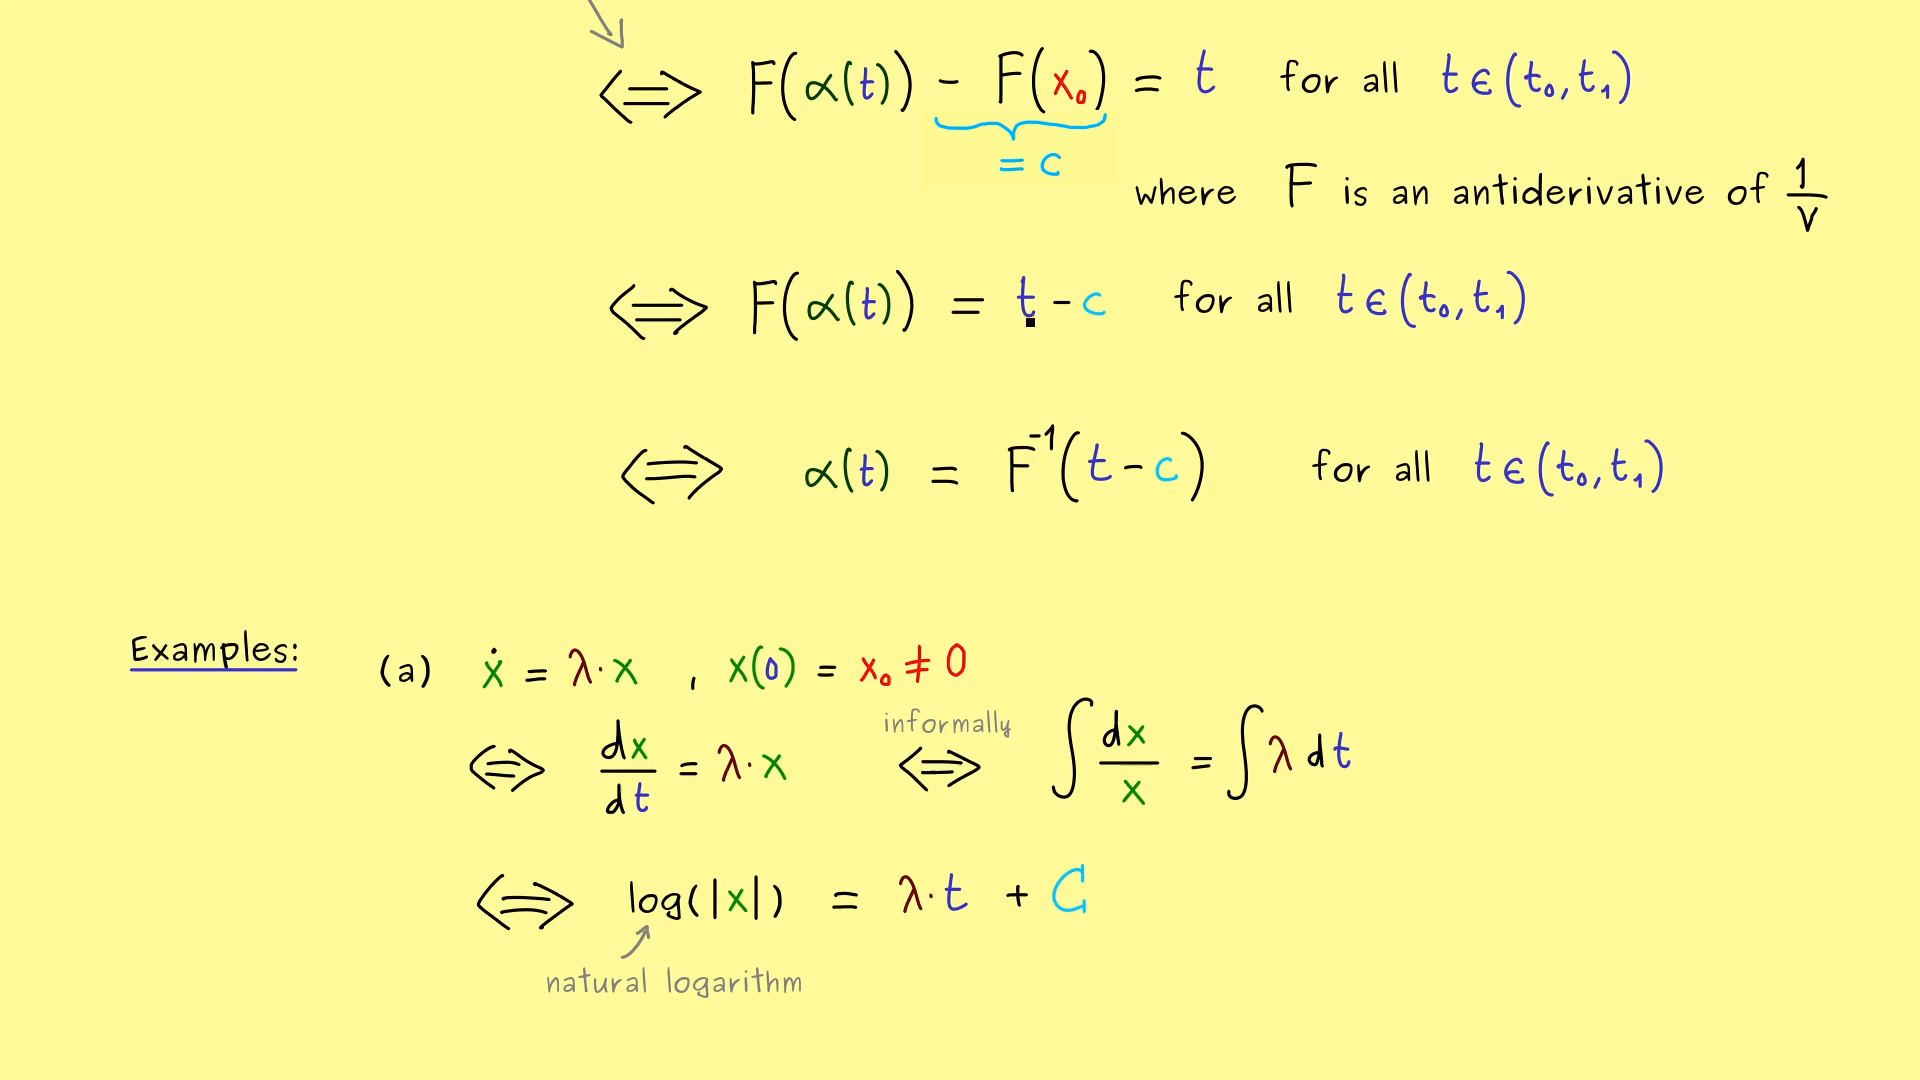 ⟺ F(α(t)) - F(x₀) = t for all t ∈ (t₀, t₁)
= c
where F is an antiderivative of 1/v
⟺ F(α(t)) = t - c for all t ∈ (t₀, t₁)
⟺ α(t) = F⁻¹(t - c) for all t ∈ (t₀, t₁)
Examples: (a) ẋ = λ·x , x(0) = x₀ ≠ 0
informally
⟺ dx/dt = λ·x ⟺ ∫ dx/x = ∫ λ dt
⟺ log(|x|) = λ·t + C
natural logarithm